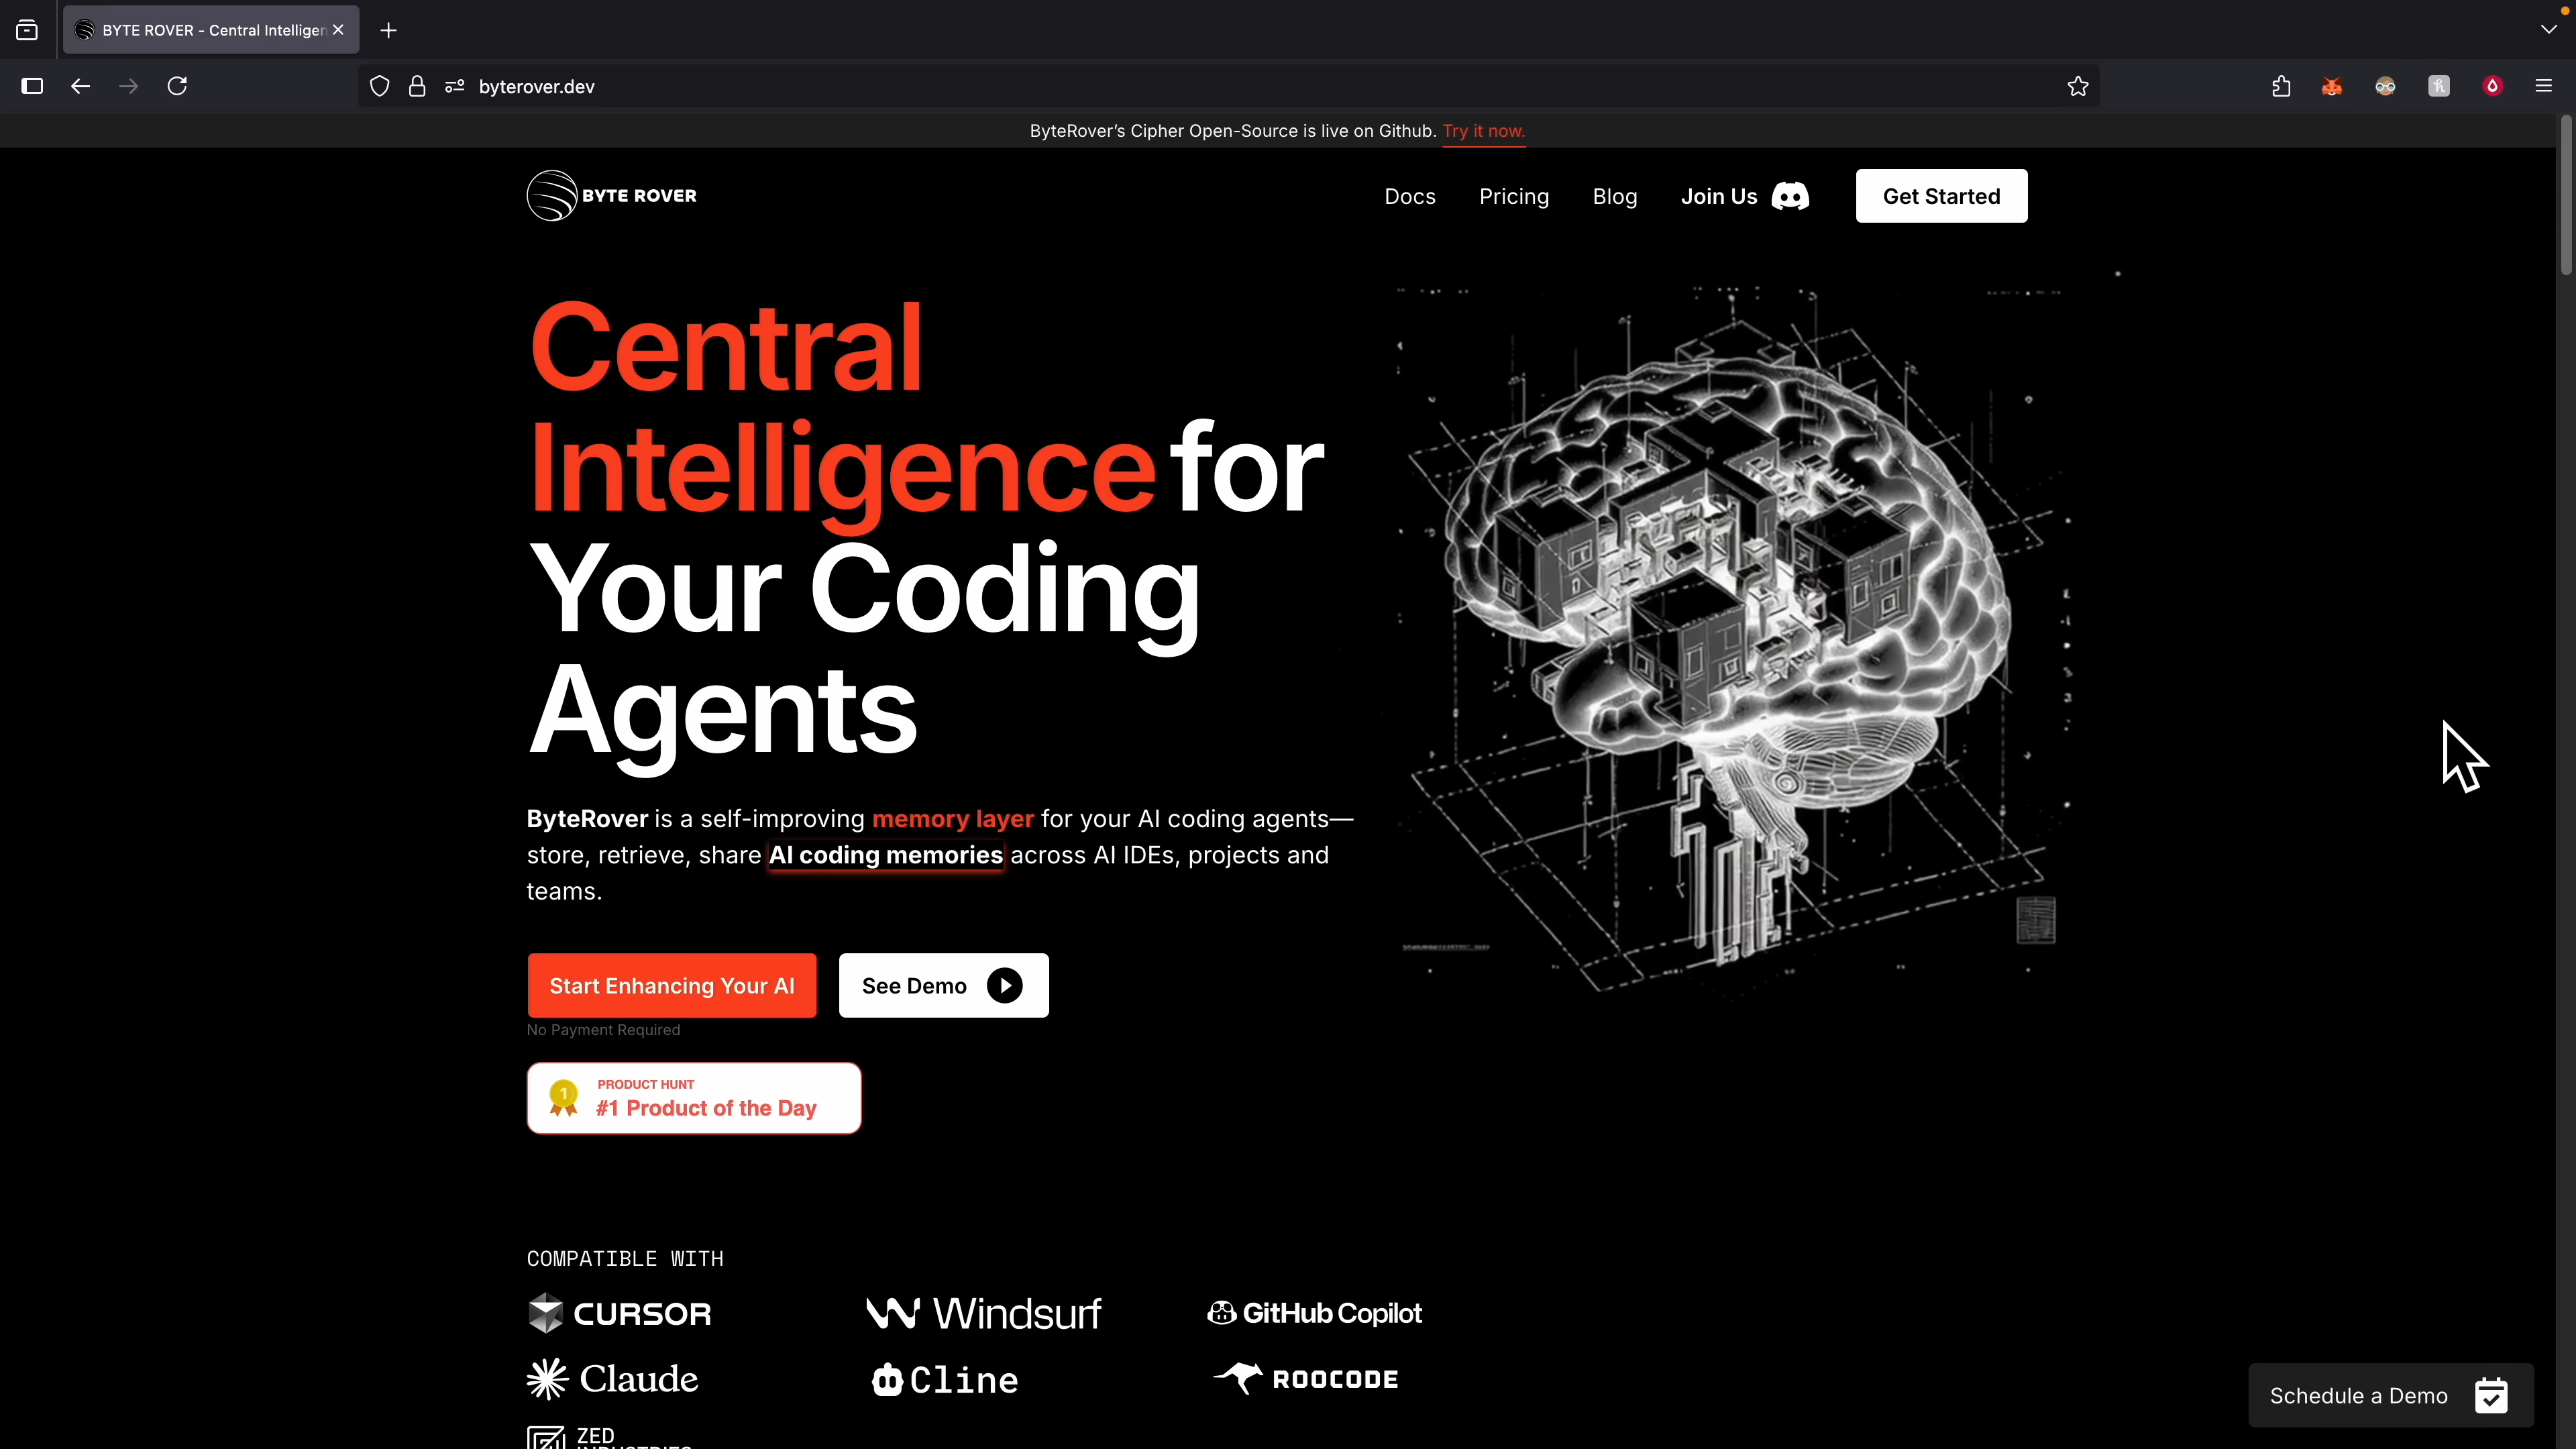 BYTE ROVER - Central Intelligen
byterover.dev
ByteRover’s Cipher Open-Source is live on Github. Try it now.
BYTE ROVER
Docs
Pricing
Blog
Join Us
Get Started
Central
Intelligence for
Your Coding
Agents
ByteRover is a self-improving memory layer for your AI coding agents—
store, retrieve, share AI coding memories across AI IDEs, projects and
teams.
Start Enhancing Your AI
See Demo
No Payment Required
1
PRODUCT HUNT
#1 Product of the Day
COMPATIBLE WITH
CURSOR
Windsurf
GitHub Copilot
Claude
Cline
ROOCODE
ZED
Schedule a Demo